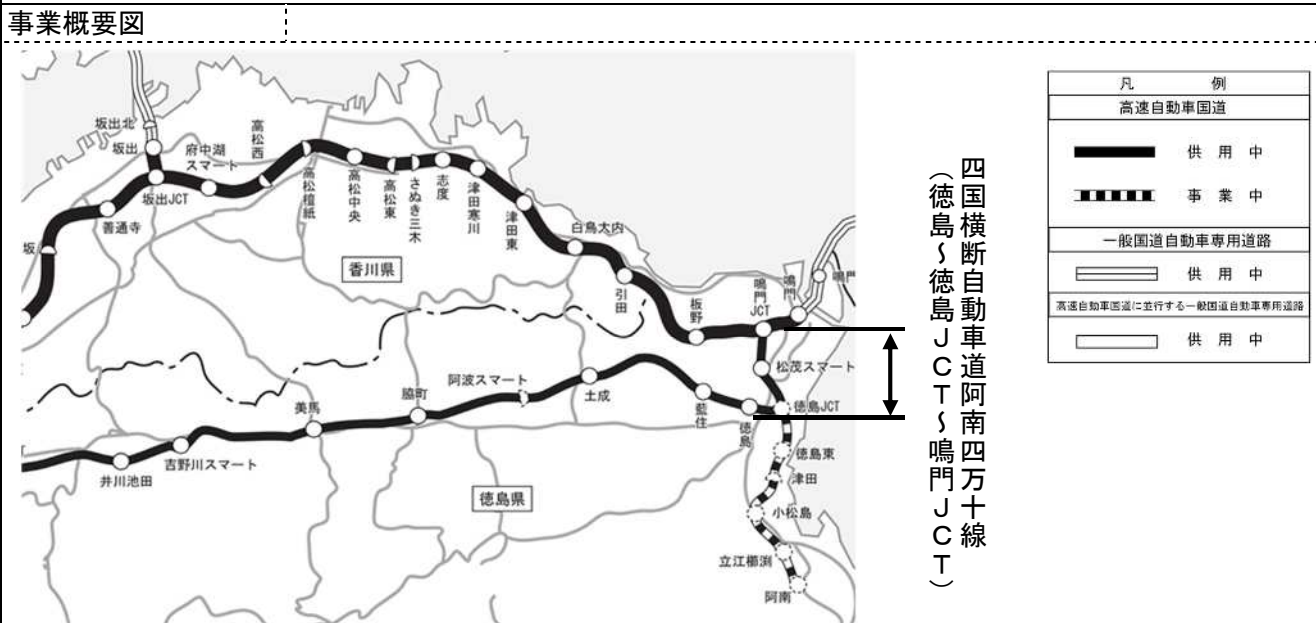 事業概要図
坂出北
坂出
府中湖
スマート
高松西
坂出JCT
善通寺
坂
高松檀紙
高松中央
高松東
さぬき三木
志度
津田寒川
津田東
白鳥大内
引田
板野
鳴門
JCT
鳴門
鳴門
香川県
松茂スマート
徳島JCT
徳島
藍住
土成
阿波スマート
脇町
美馬
吉野川スマート
井川池田
徳島県
徳島東
津田
小松島
立江櫛渕
阿南
四国横断自動車道阿南四万十線
（徳島～徳島JCT～鳴門JCT）
凡 例
高速自動車国道
供用中
事業中
一般国道自動車専用道路
供用中
高速自動車国道に並行する一般国道自動車専用道路
供用中